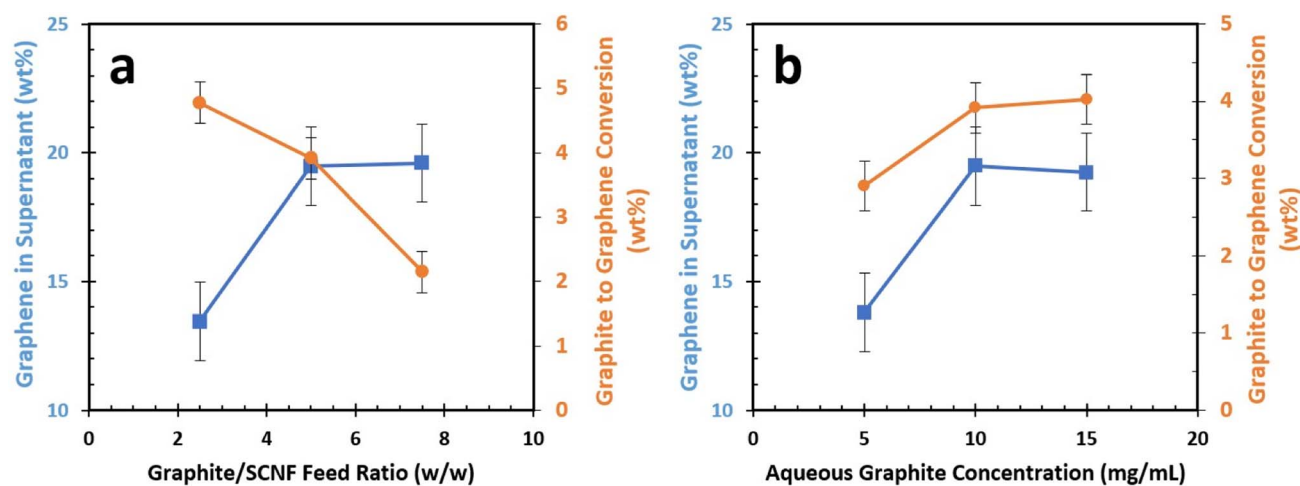 a
Graphene in Supernatant (wt%)
25
20
15
10
6
5
4
3
2
1
0
Graphite to Graphene Conversion
(wt%)
0 2 4 6 8 10
Graphite/SCNF Feed Ratio (w/w)
b
Graphene in Supernatant (wt%)
25
20
15
10
5
4
3
2
1
0
Graphite to Graphene Conversion
(wt%)
0 5 10 15 20
Aqueous Graphite Concentration (mg/mL)